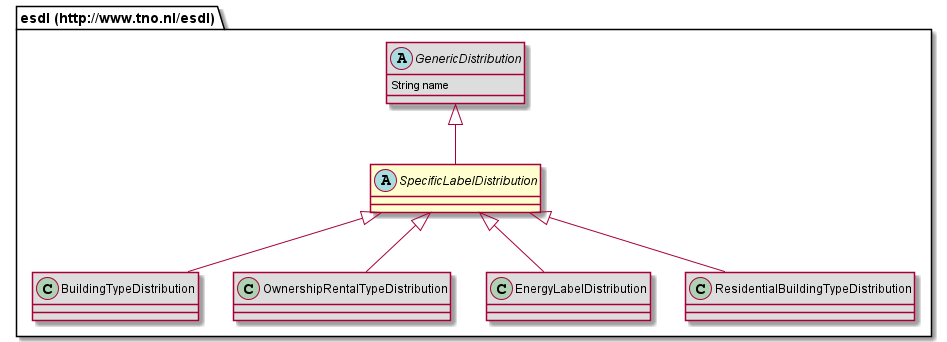 esdl (http://www.tno.nl/esdl)
A GenericDistribution
String name
A SpecificLabelDistribution
C BuildingTypeDistribution
C OwnershipRentalTypeDistribution
C EnergyLabelDistribution
C ResidentialBuildingTypeDistribution